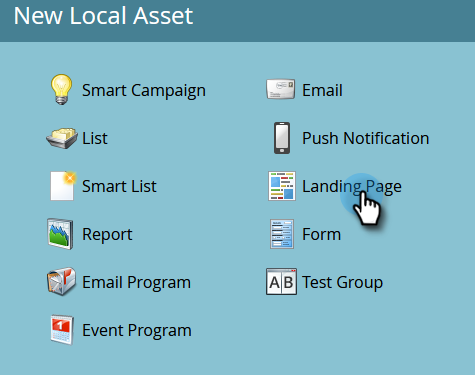 New Local Asset
Smart Campaign
Email
List
Push Notification
Smart List
Landing Page
Report
Form
Email Program
A B
Test Group
1
Event Program